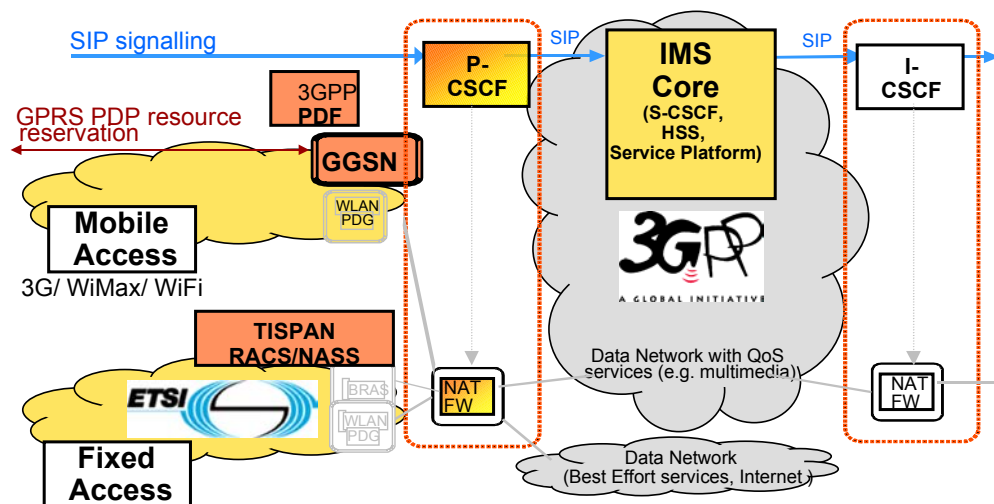 SIP signalling
P-
CSCF
SIP
IMS
Core
(S-CSCF,
HSS,
Service Platform)
SIP
I-
CSCF
3GPP
PDF
GPRS PDP resource
reservation
GGSN
WLAN
PDG
Mobile
Access
3G/ WiMax/ WiFi
3GPP
A GLOBAL INITIATIVE
TISPAN
RACS/NASS
ETSI
BRAS
WLAN
PDG
NAT
FW
Data Network with QoS
services (e.g. multimedia))
NAT
FW
Fixed
Access
Data Network
(Best Effort services, Internet )